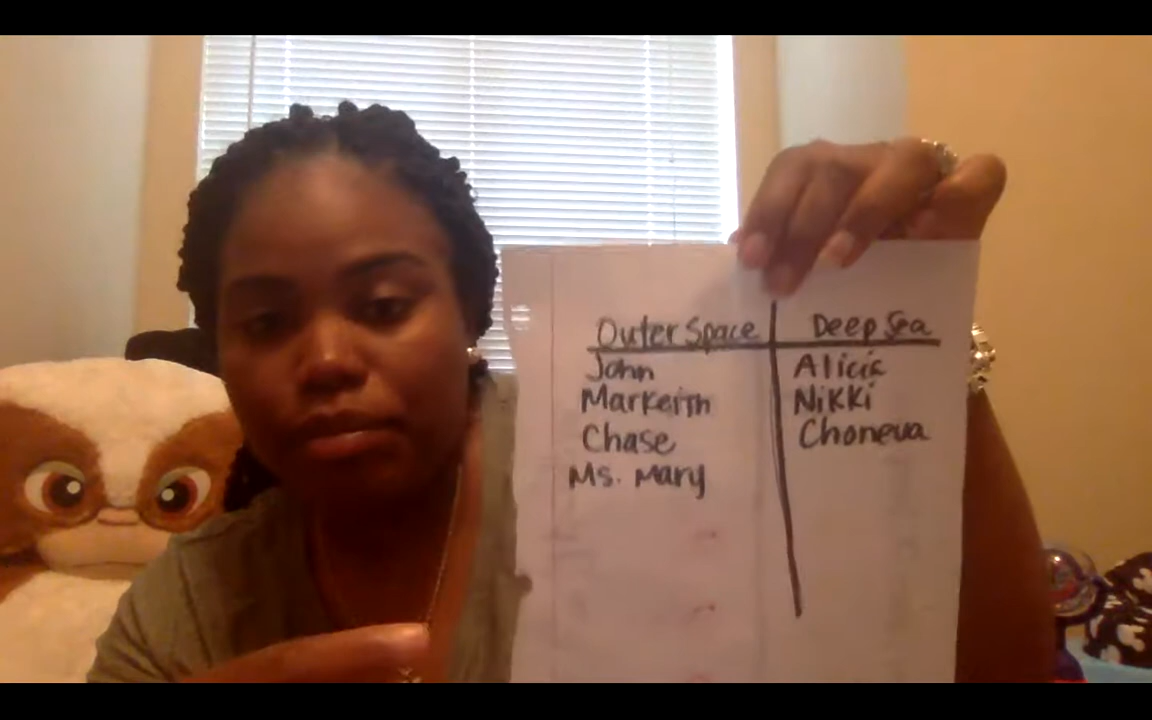 Outer Space Deep Sea
John Alicia
Markeith Nikki
Chase Choneva
Ms. Mary